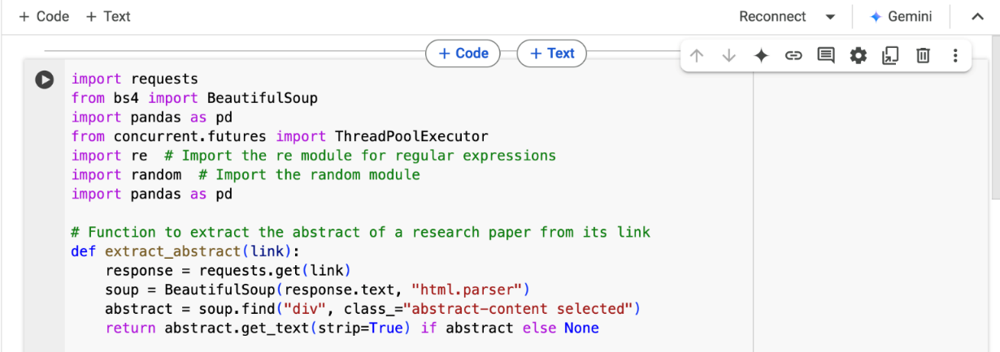 + Code + Text Reconnect Gemini
+ Code + Text
import requests
from bs4 import BeautifulSoup
import pandas as pd
from concurrent.futures import ThreadPoolExecutor
import re  # Import the re module for regular expressions
import random  # Import the random module
import pandas as pd

# Function to extract the abstract of a research paper from its link
def extract_abstract(link):
    response = requests.get(link)
    soup = BeautifulSoup(response.text, "html.parser")
    abstract = soup.find("div", class_="abstract-content selected")
    return abstract.get_text(strip=True) if abstract else None